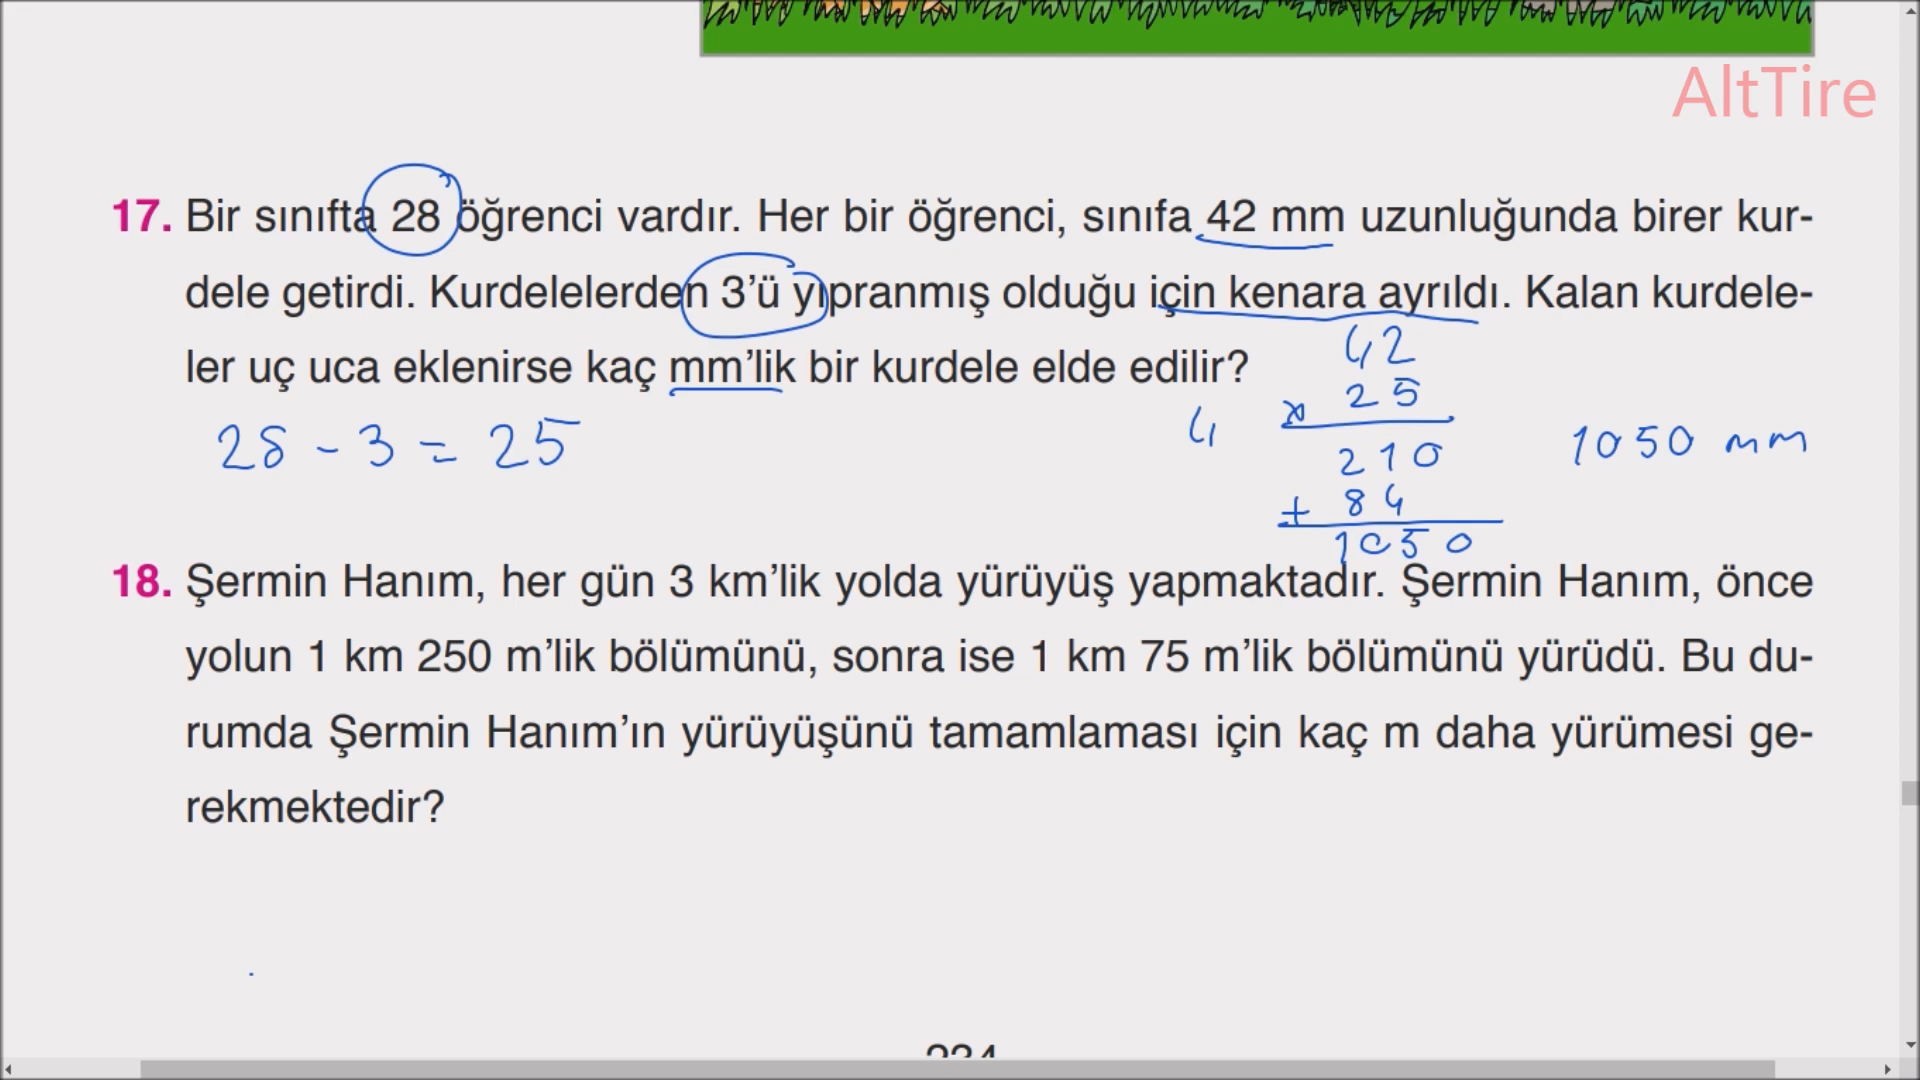 AltTire
17. Bir sınıfta 28 öğrenci vardır. Her bir öğrenci, sınıfa 42 mm uzunluğunda birer kur-
dele getirdi. Kurdelelerden 3’ü yıpranmış olduğu için kenara ayrıldı. Kalan kurdele-
ler uç uca eklenirse kaç mm’lik bir kurdele elde edilir?
28 - 3 = 25
42
x 25
4
210
+ 84
1050
1050 mm
18. Şermin Hanım, her gün 3 km’lik yolda yürüyüş yapmaktadır. Şermin Hanım, önce
yolun 1 km 250 m’lik bölümünü, sonra ise 1 km 75 m’lik bölümünü yürüdü. Bu du-
rumda Şermin Hanım’ın yürüyüşünü tamamlaması için kaç m daha yürümesi ge-
rekmektedir?